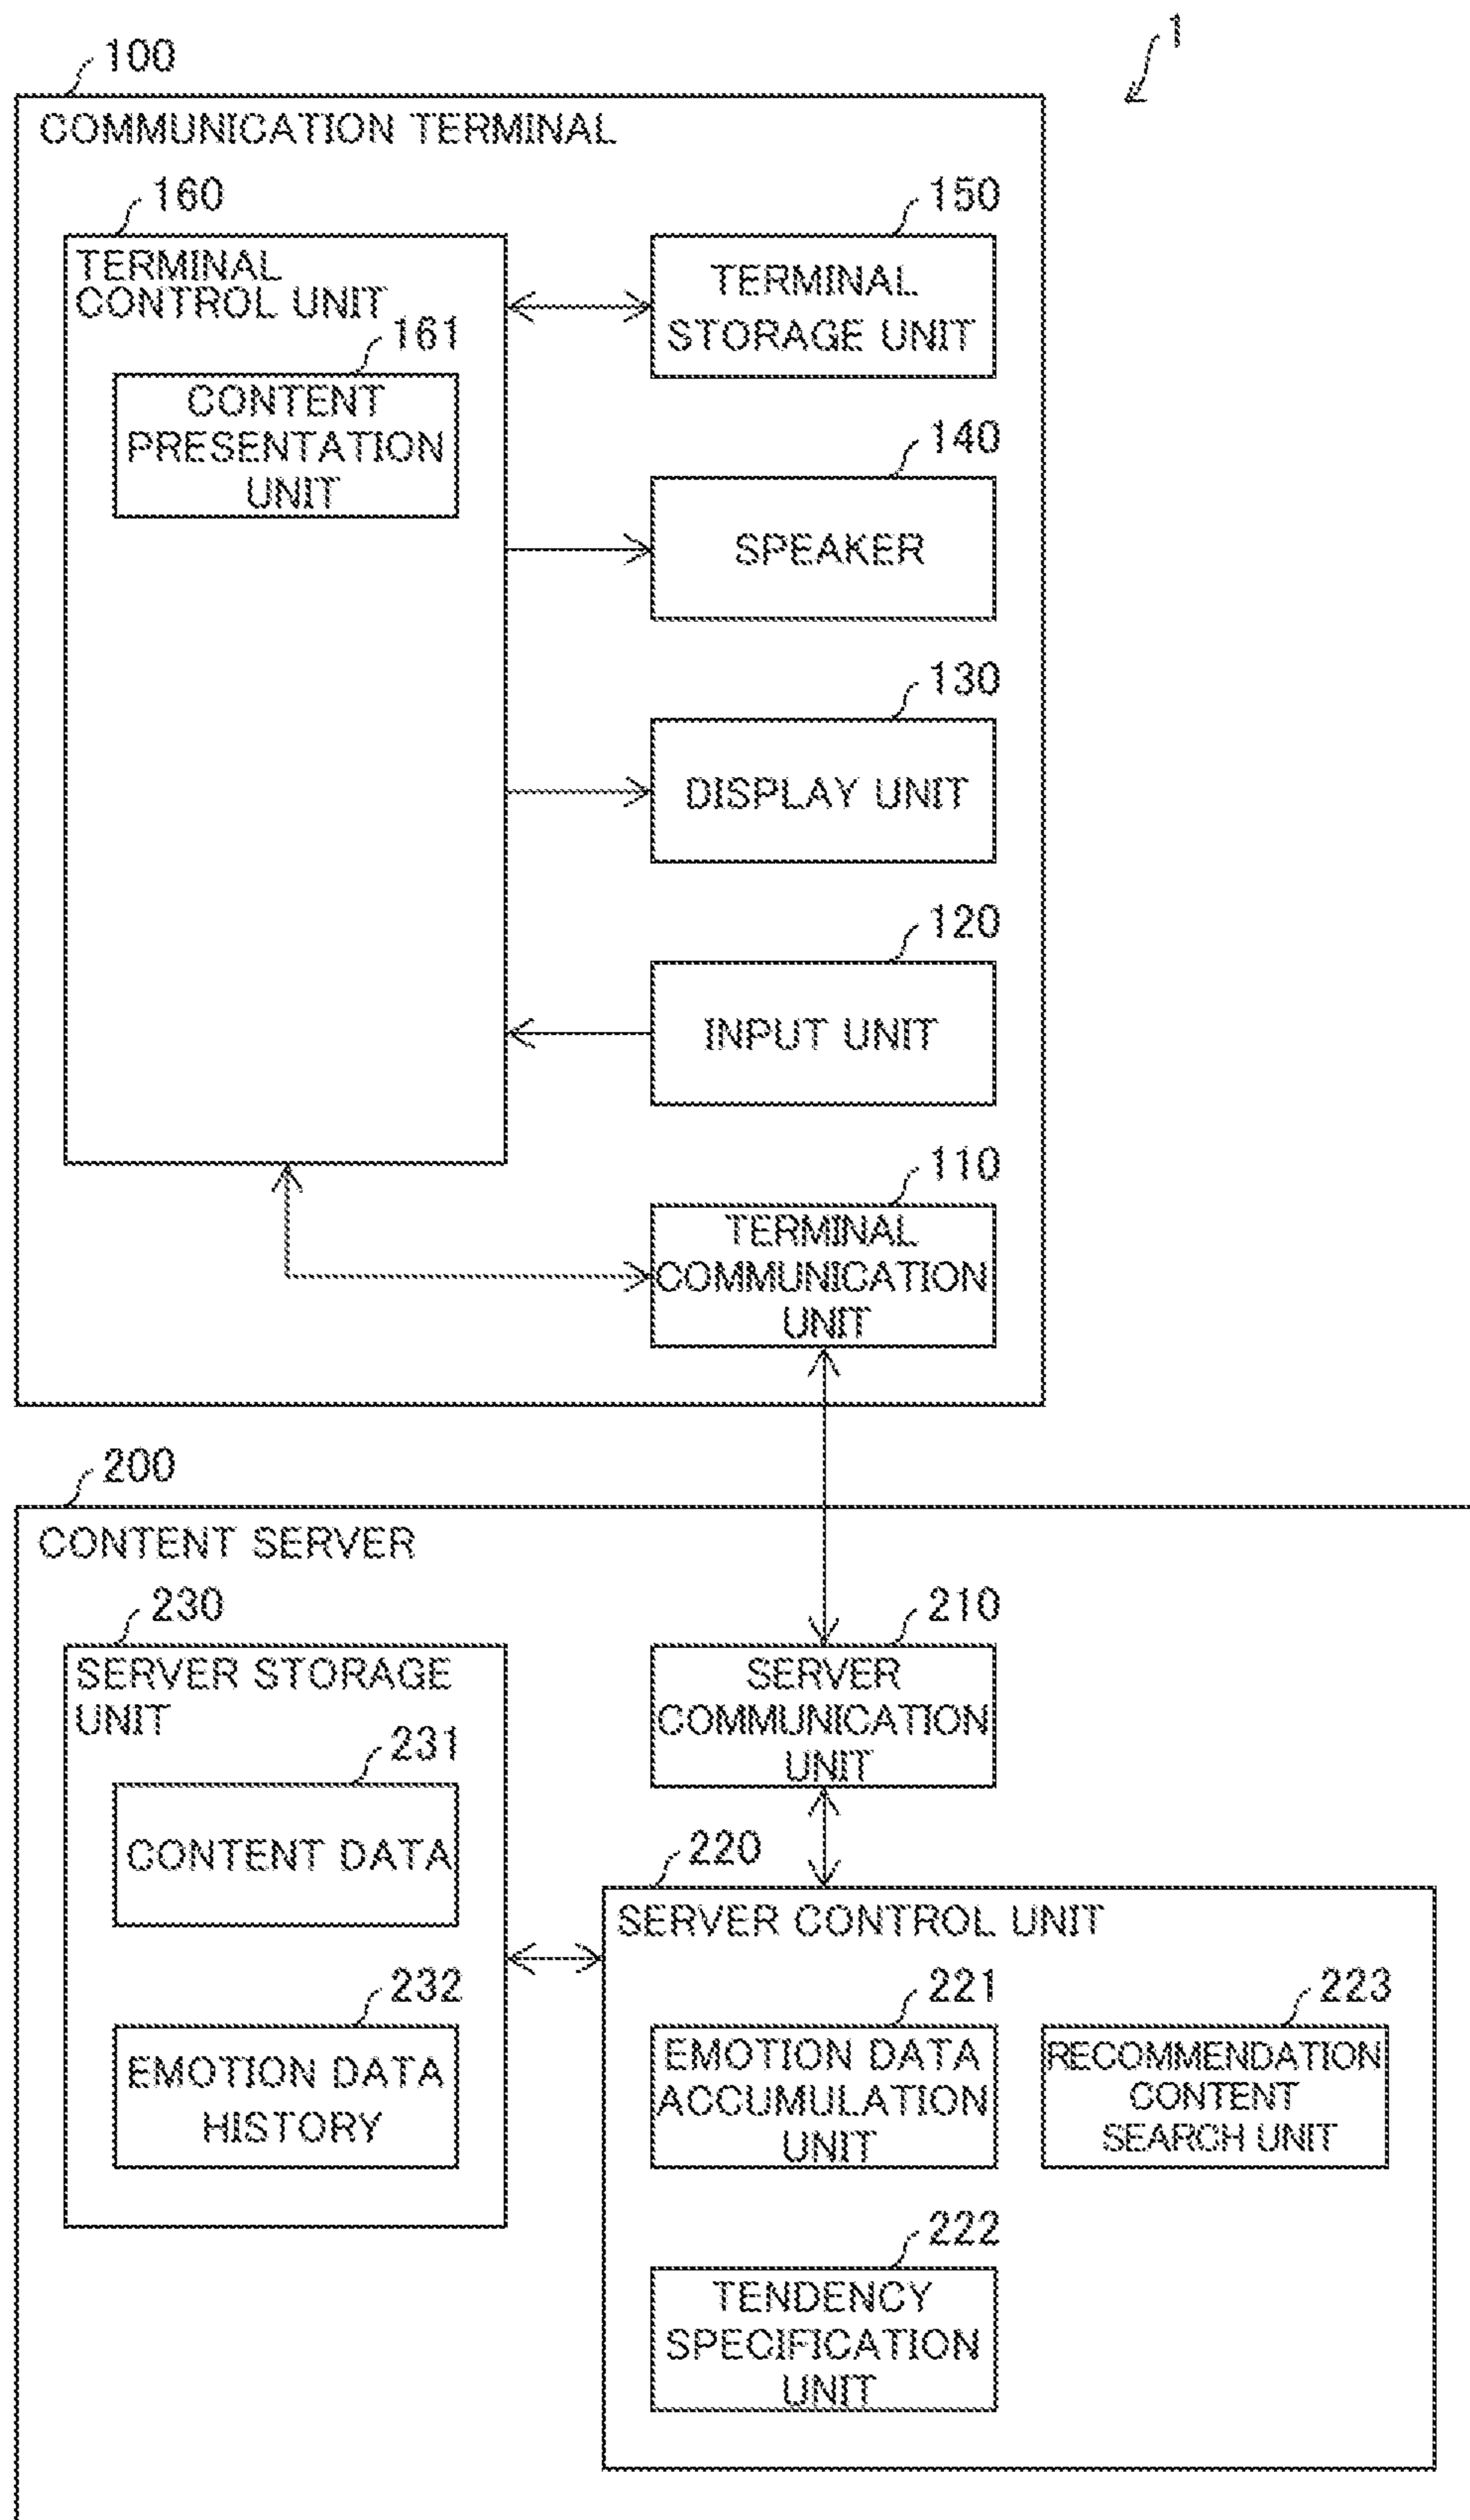 1
100
COMMUNICATION TERMINAL
160
TERMINAL
CONTROL UNIT
161
CONTENT
PRESENTATION
UNIT
150
TERMINAL
STORAGE UNIT
140
SPEAKER
130
DISPLAY UNIT
120
INPUT UNIT
110
TERMINAL
COMMUNICATION
UNIT
200
CONTENT SERVER
230
SERVER STORAGE
UNIT
231
CONTENT DATA
232
EMOTION DATA
HISTORY
210
SERVER
COMMUNICATION
UNIT
220
SERVER CONTROL UNIT
221
EMOTION DATA
ACCUMULATION
UNIT
223
RECOMMENDATION
CONTENT
SEARCH UNIT
222
TENDENCY
SPECIFICATION
UNIT